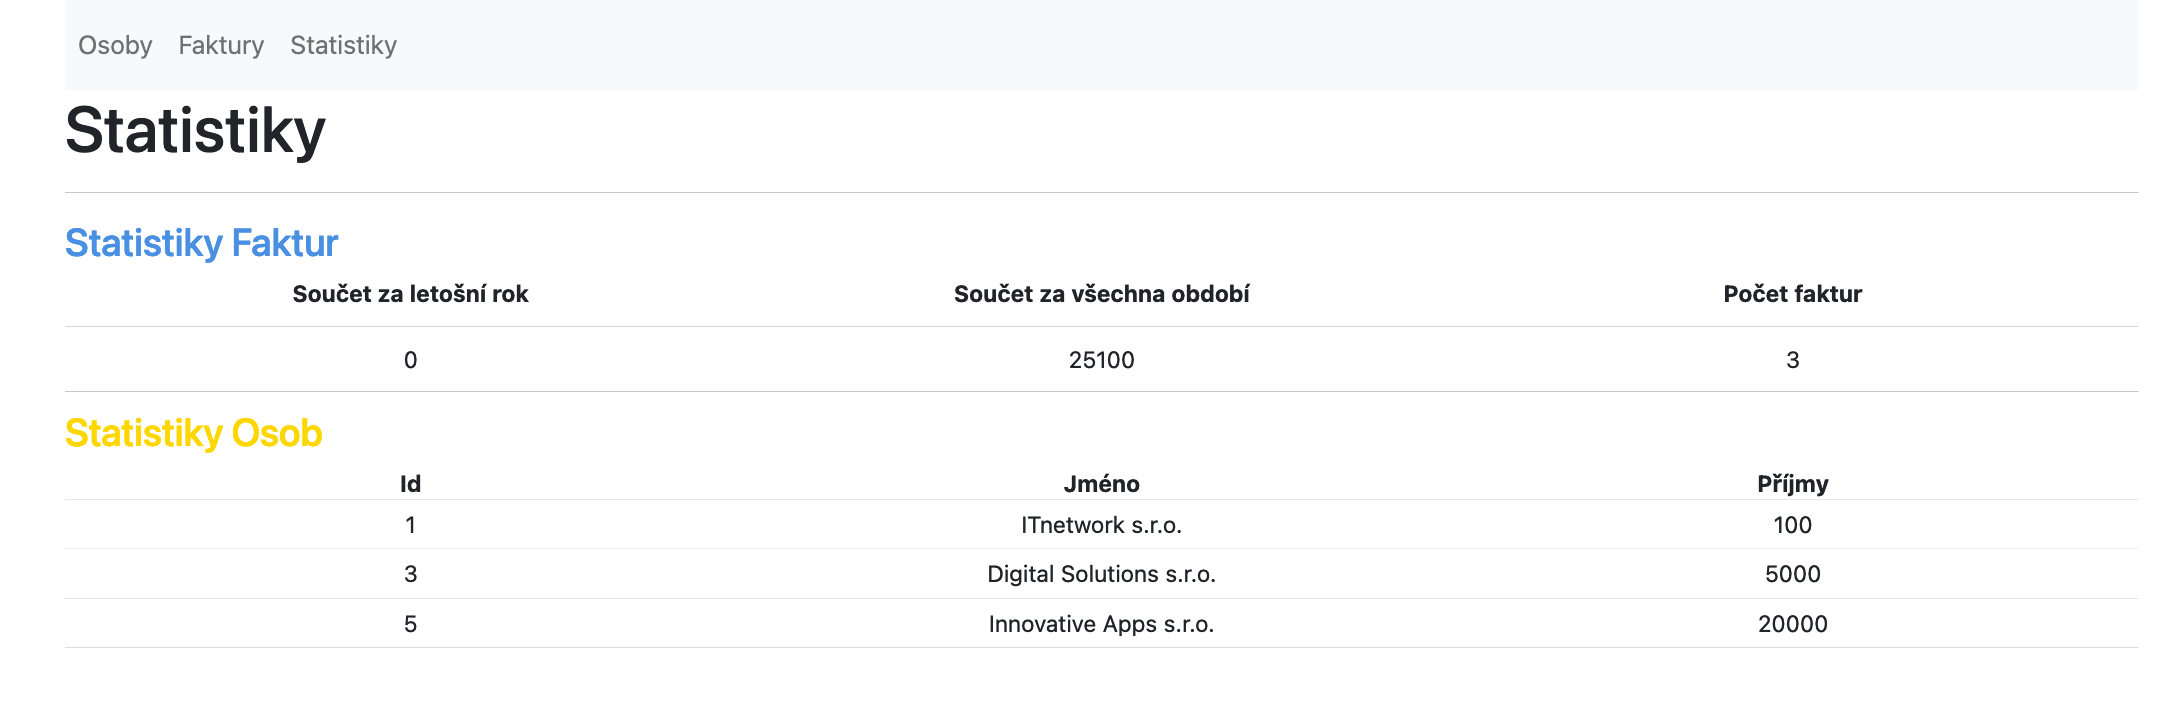 Osoby Faktury Statistiky
Statistiky
Statistiky Faktur
Součet za letošní rok Součet za všechna období Počet faktur
0 25100 3
Statistiky Osob
Id Jméno Příjmy
1 ITnetwork s.r.o. 100
3 Digital Solutions s.r.o. 5000
5 Innovative Apps s.r.o. 20000